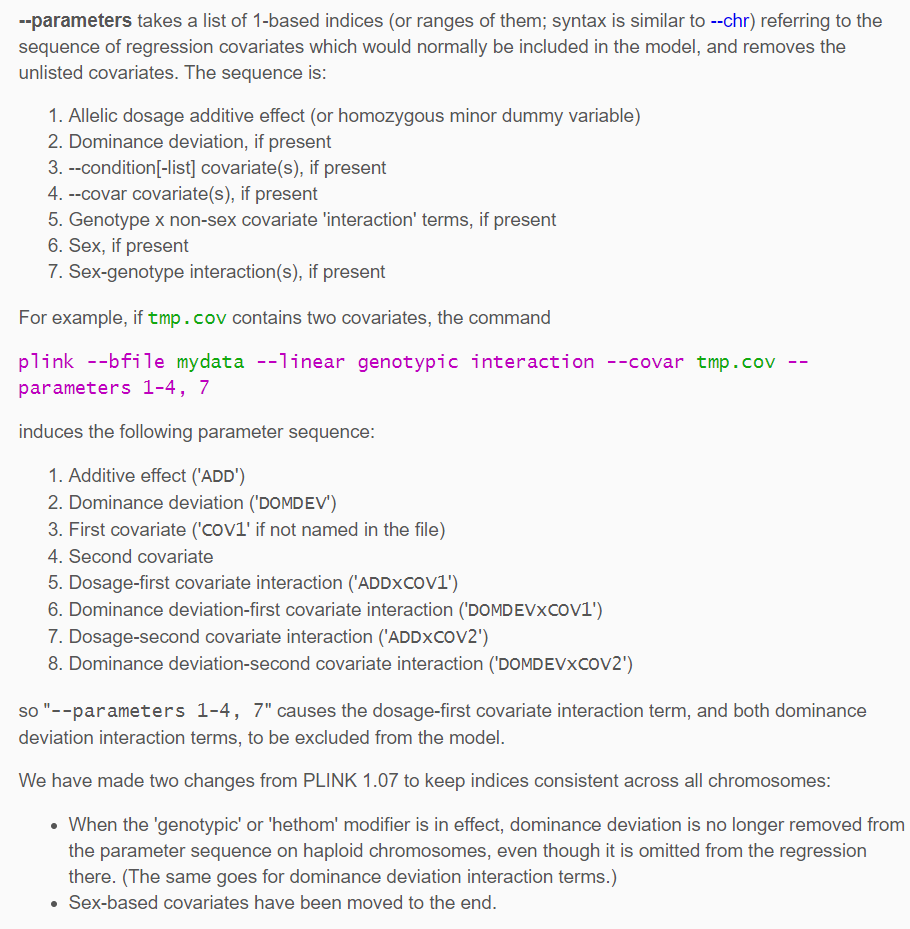 --parameters takes a list of 1-based indices (or ranges of them; syntax is similar to --chr) referring to the
sequence of regression covariates which would normally be included in the model, and removes the
unlisted covariates. The sequence is:
1. Allelic dosage additive effect (or homozygous minor dummy variable)
2. Dominance deviation, if present
3. --condition[-list] covariate(s), if present
4. --covar covariate(s), if present
5. Genotype x non-sex covariate 'interaction' terms, if present
6. Sex, if present
7. Sex-genotype interaction(s), if present
For example, if tmp.cov contains two covariates, the command
plink --bfile mydata --linear genotypic interaction --covar tmp.cov --
parameters 1-4, 7
induces the following parameter sequence:
1. Additive effect ('ADD')
2. Dominance deviation ('DOMDEV')
3. First covariate ('COV1' if not named in the file)
4. Second covariate
5. Dosage-first covariate interaction ('ADDxCOV1')
6. Dominance deviation-first covariate interaction ('DOMDEVxCOV1')
7. Dosage-second covariate interaction ('ADDxCOV2')
8. Dominance deviation-second covariate interaction ('DOMDEVxCOV2')
so "--parameters 1-4, 7" causes the dosage-first covariate interaction term, and both dominance
deviation interaction terms, to be excluded from the model.
We have made two changes from PLINK 1.07 to keep indices consistent across all chromosomes:
• When the 'genotypic' or 'hethom' modifier is in effect, dominance deviation is no longer removed from
the parameter sequence on haploid chromosomes, even though it is omitted from the regression
there. (The same goes for dominance deviation interaction terms.)
• Sex-based covariates have been moved to the end.